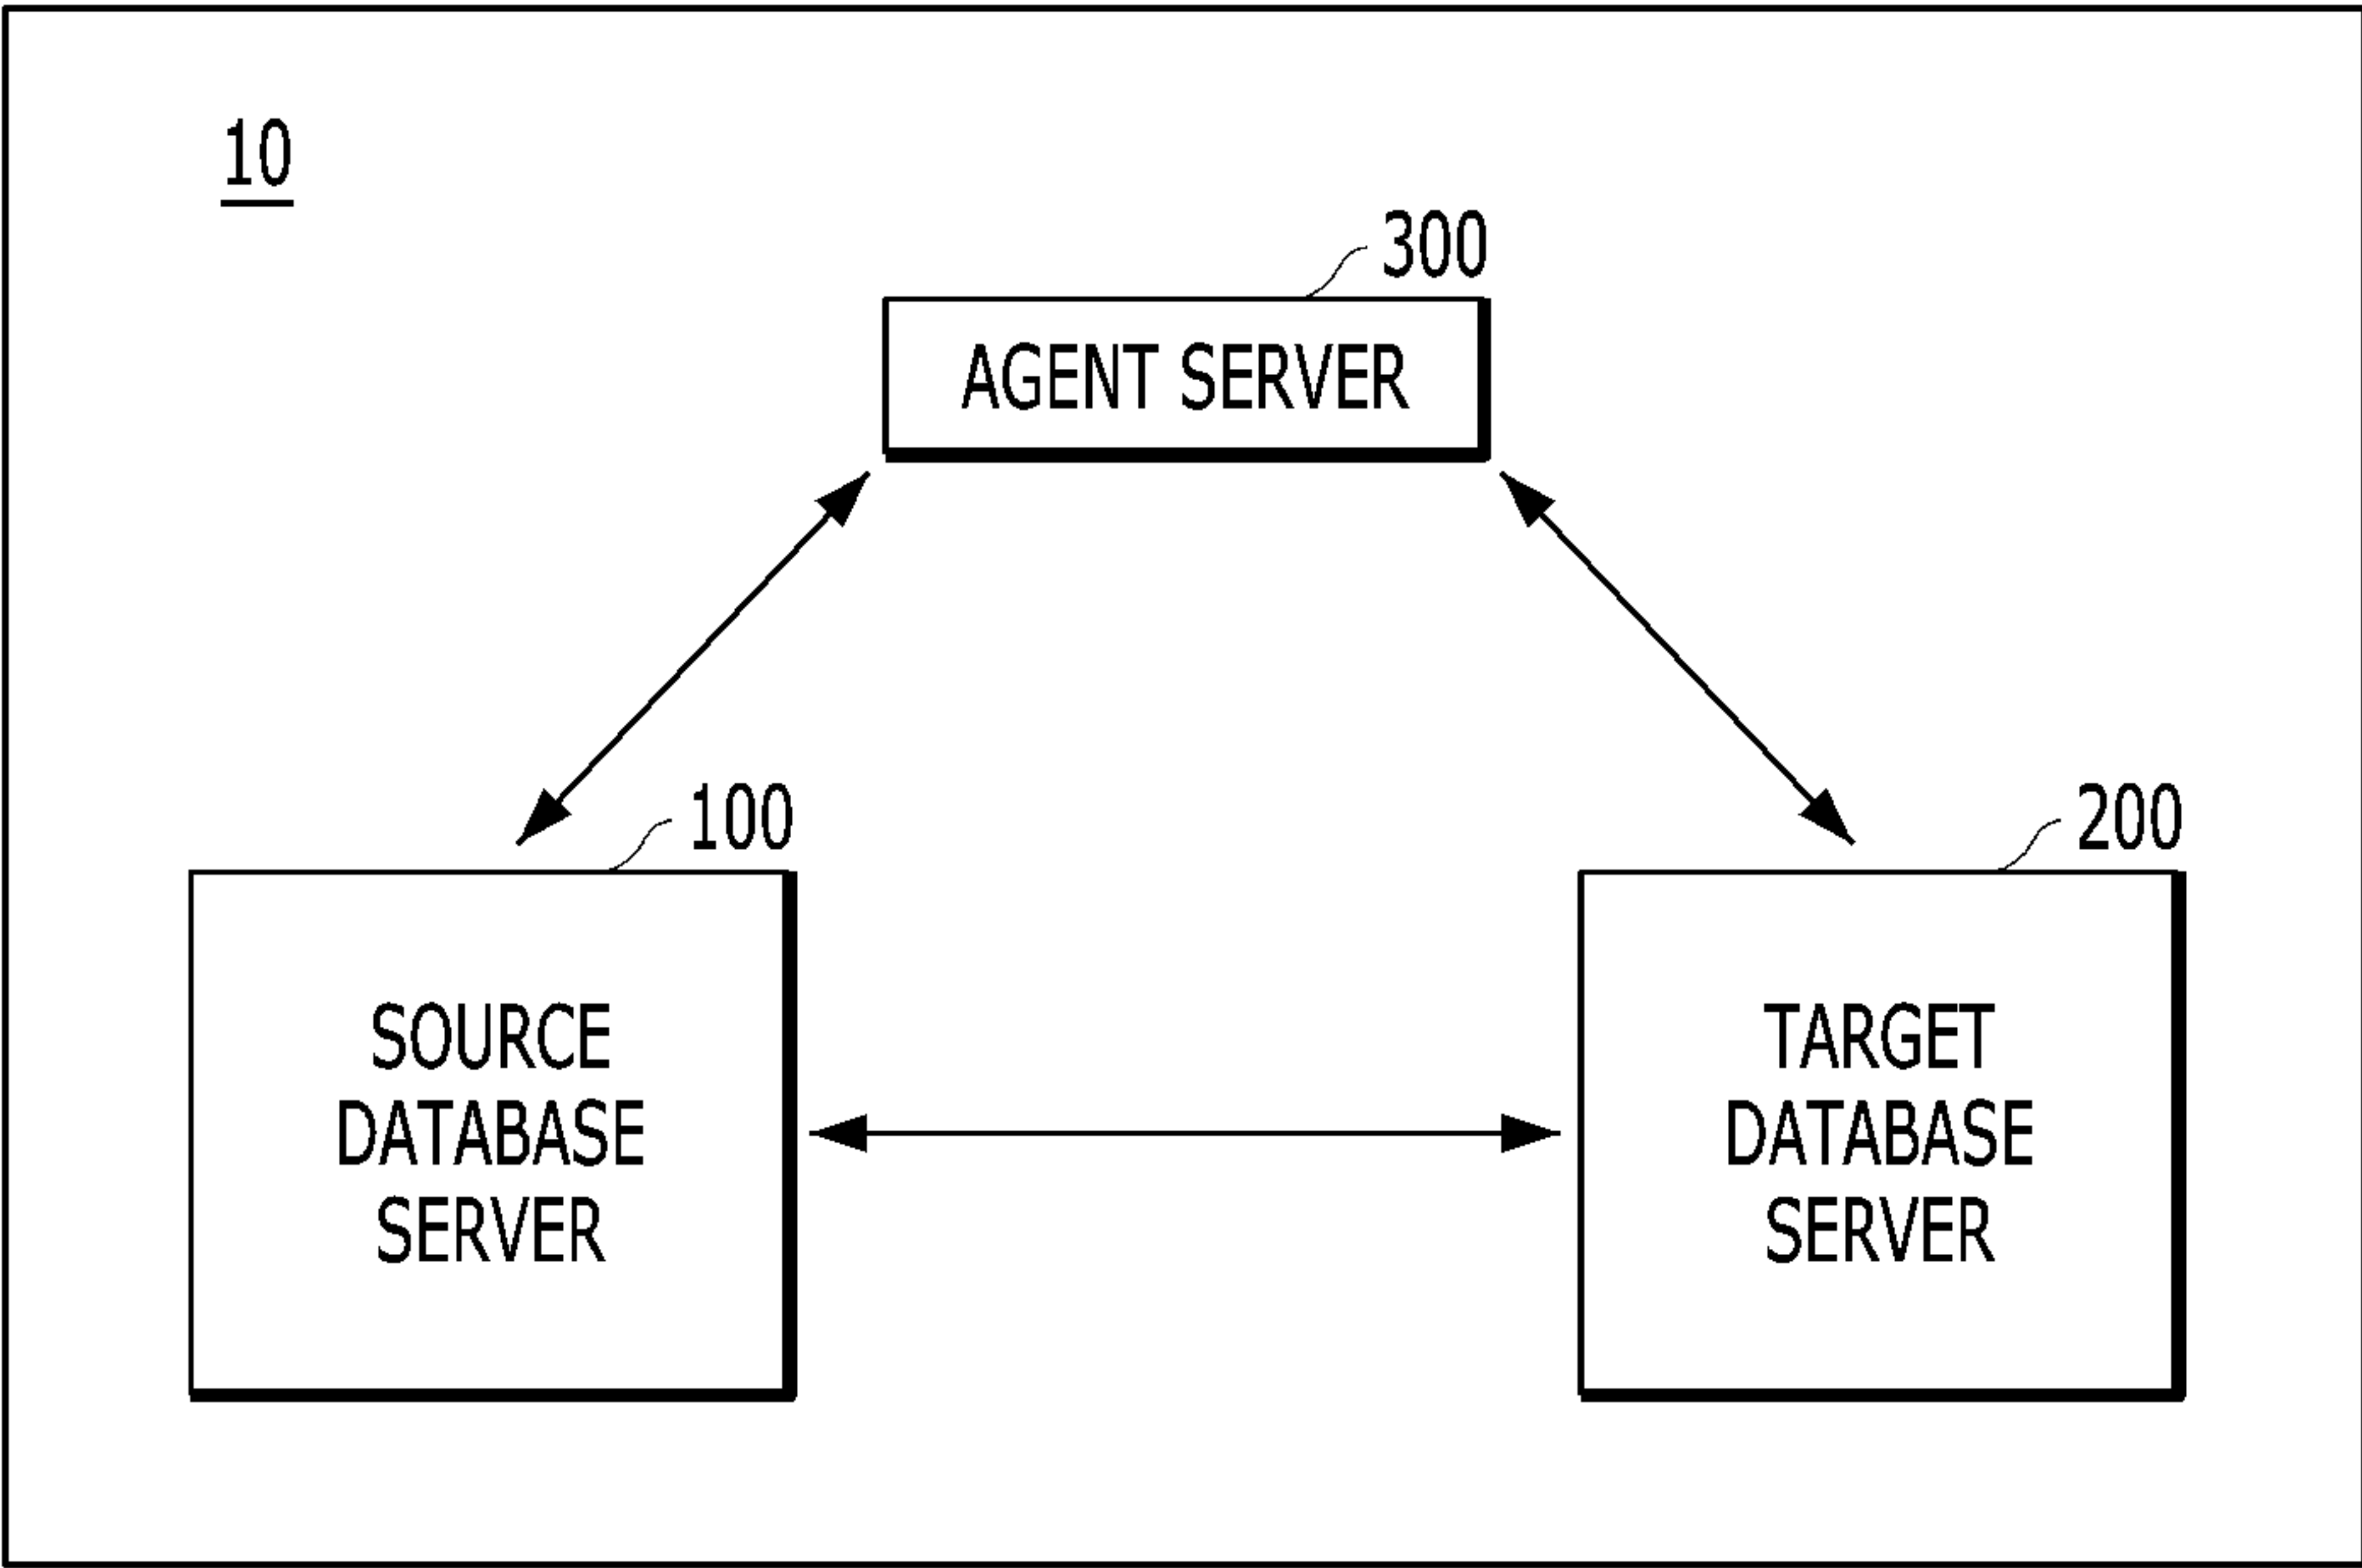 10
300
AGENT SERVER
100
200
SOURCE
DATABASE
SERVER
TARGET
DATABASE
SERVER